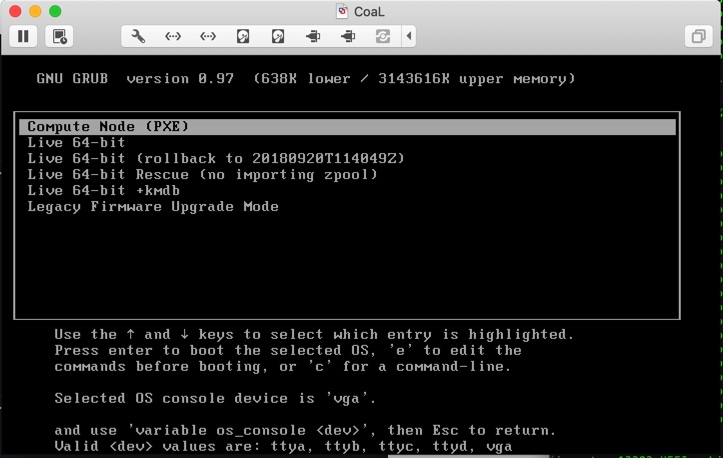 CoaL
GNU GRUB version 0.97 (638K lower / 3143616K upper memory)
Compute Node (PXE)
Live 64-bit
Live 64-bit (rollback to 20180920T114049Z)
Live 64-bit Rescue (no importing zpool)
Live 64-bit +kmdb
Legacy Firmware Upgrade Mode
Use the ↑ and ↓ keys to select which entry is highlighted.
Press enter to boot the selected OS, 'e' to edit the
commands before booting, or 'c' for a command-line.
Selected OS console device is 'vga'.
and use 'variable os_console <dev>', then Esc to return.
Valid <dev> values are: ttya, ttyb, ttyc, ttyd, vga